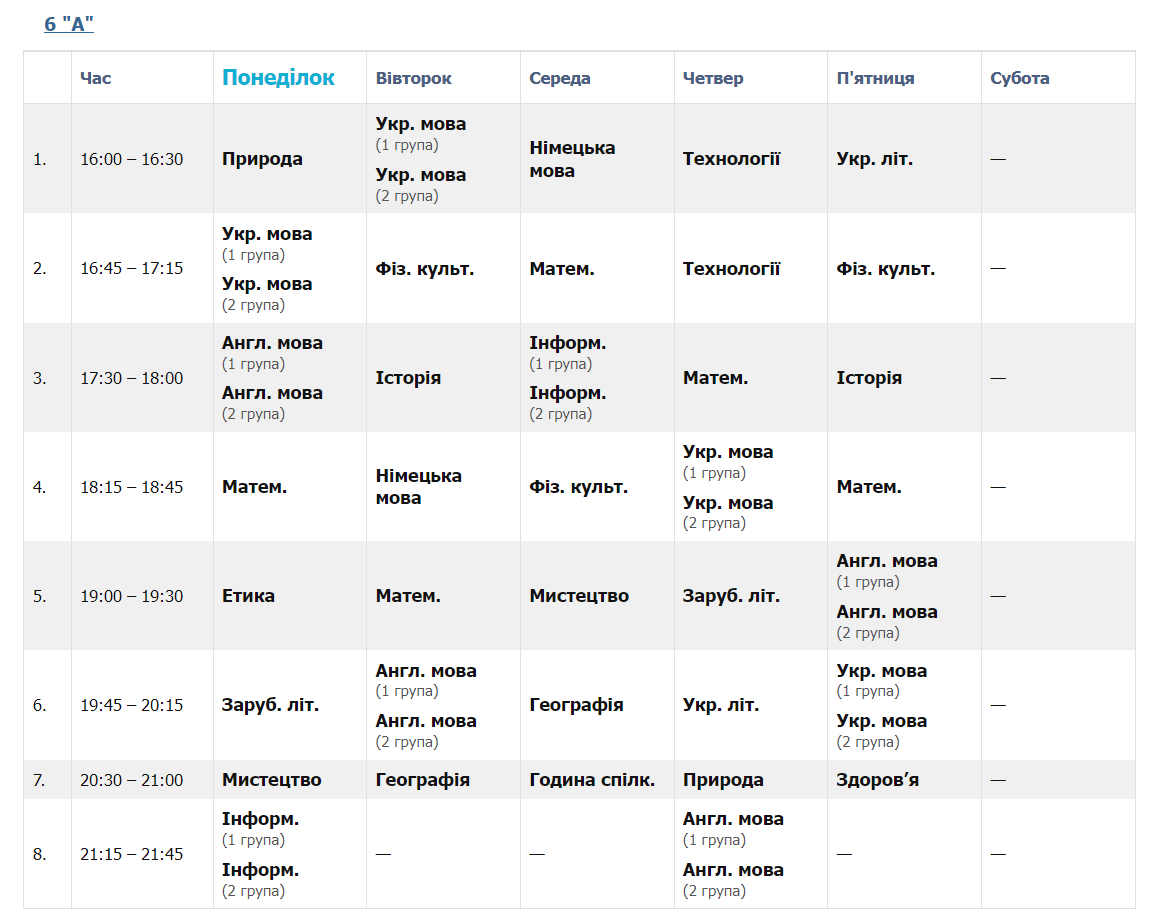 6 "А"
Час Понеділок Вівторок Середа Четвер П'ятниця Субота
1. 16:00 – 16:30 Природа Укр. мова (1 група) Укр. мова (2 група) Німецька мова Технології Укр. літ. —
2. 16:45 – 17:15 Укр. мова (1 група) Укр. мова (2 група) Фіз. культ. Матем. Технології Фіз. культ. —
3. 17:30 – 18:00 Англ. мова (1 група) Англ. мова (2 група) Історія Інформ. (1 група) Інформ. (2 група) Матем. Історія —
4. 18:15 – 18:45 Матем. Німецька мова Фіз. культ. Укр. мова (1 група) Укр. мова (2 група) Матем. —
5. 19:00 – 19:30 Етика Матем. Мистецтво Заруб. літ. Англ. мова (1 група) Англ. мова (2 група) —
6. 19:45 – 20:15 Заруб. літ. Англ. мова (1 група) Англ. мова (2 група) Географія Укр. літ. Укр. мова (1 група) Укр. мова (2 група) —
7. 20:30 – 21:00 Мистецтво Географія Година спілк. Природа Здоров’я —
8. 21:15 – 21:45 Інформ. (1 група) Інформ. (2 група) — — Англ. мова (1 група) Англ. мова (2 група) — —